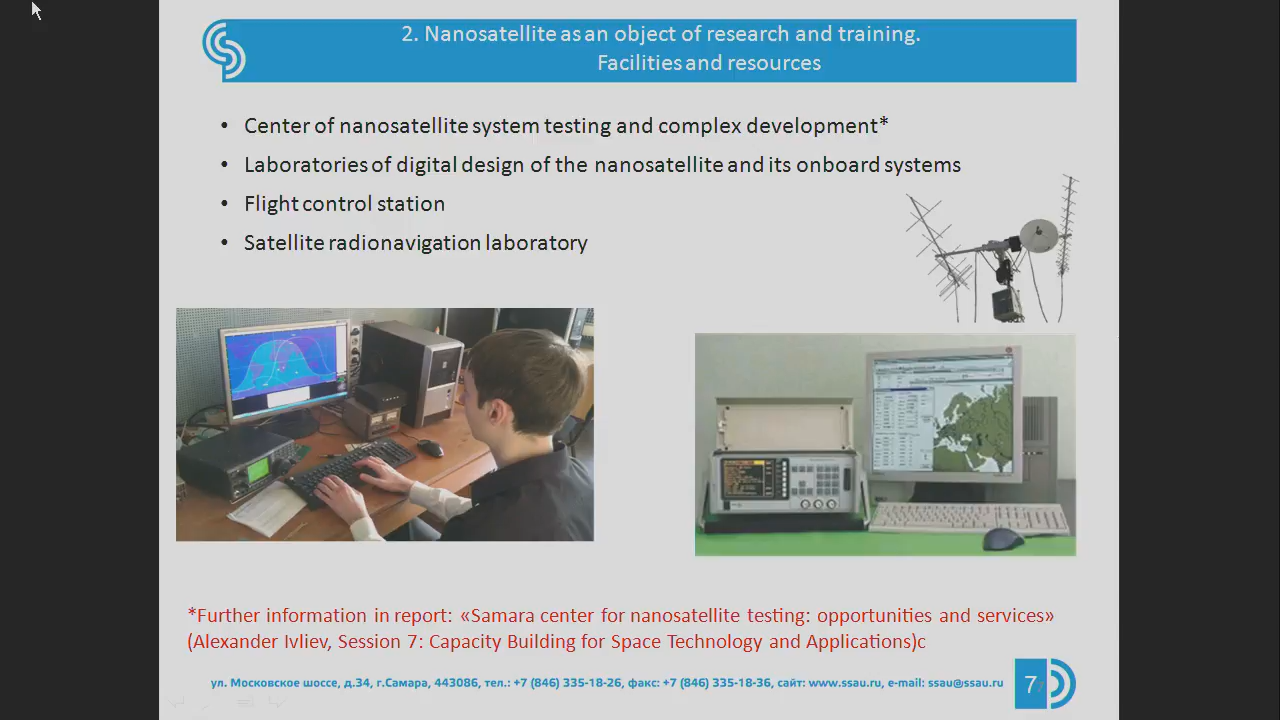 2. Nanosatellite as an object of research and training.
Facilities and resources
• Center of nanosatellite system testing and complex development*
• Laboratories of digital design of the nanosatellite and its onboard systems
• Flight control station
• Satellite radionavigation laboratory
*Further information in report: «Samara center for nanosatellite testing: opportunities and services»
(Alexander Ivliev, Session 7: Capacity Building for Space Technology and Applications)c
ул. Московское шоссе, д.34, г.Самара, 443086, тел.: +7 (846) 335-18-26, факс: +7 (846) 335-18-36, сайт: www.ssau.ru, e-mail: ssau@ssau.ru
7